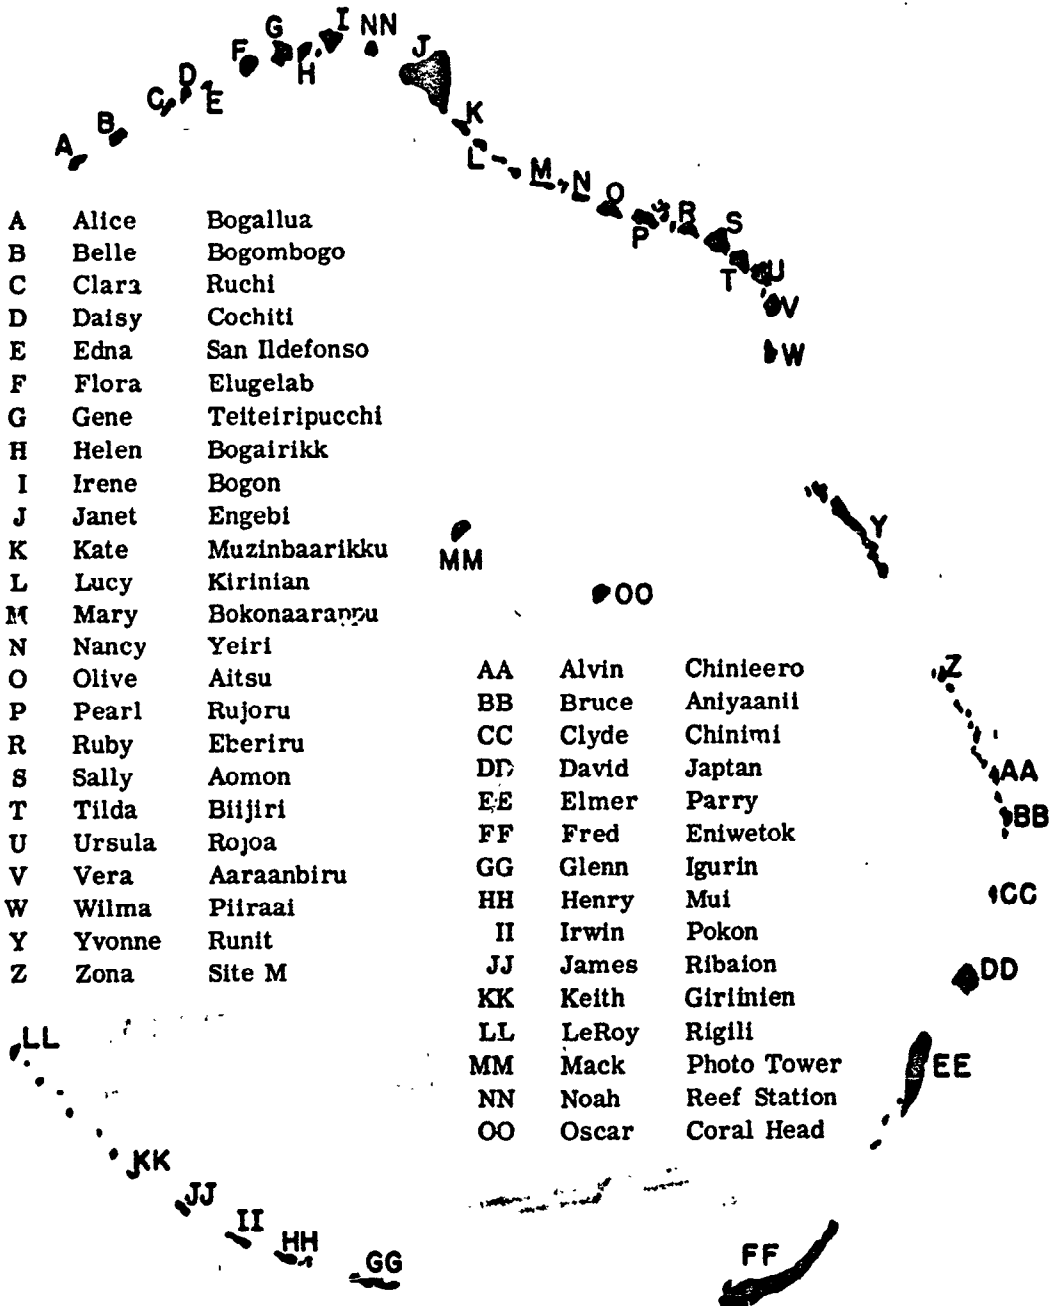 I NN
G J
F H
D
C E
B K
A L
M N O
P R S
T U
V
W
A Alice Bogallua
B Belle Bogombogo
C Clara Ruchi
D Daisy Cochiti
E Edna San Ildefonso
F Flora Elugelab
G Gene Teiteiripucchi
H Helen Bogairikk
I Irene Bogon
J Janet Engebi
K Kate Muzinbaarikku
L Lucy Kirinian
M Mary Bokonaarappu
N Nancy Yeiri
O Olive Aitsu
P Pearl Rujoru
R Ruby Eberiru
S Sally Aomon
T Tilda Biijiri
U Ursula Rojoa
V Vera Aaraanbiru
W Wilma Piiraai
Y Yvonne Runit
Z Zona Site M
Y
MM
OO
Z
AA
BB
CC
DD
EE
AA Alvin Chinieero
BB Bruce Aniyaanii
CC Clyde Chinimi
DD David Japtan
EE Elmer Parry
FF Fred Eniwetok
GG Glenn Igurin
HH Henry Mui
II Irwin Pokon
JJ James Ribaion
KK Keith Giriinien
LL LeRoy Rigili
MM Mack Photo Tower
NN Noah Reef Station
OO Oscar Coral Head
LL
KK
JJ
II
HH
GG
FF